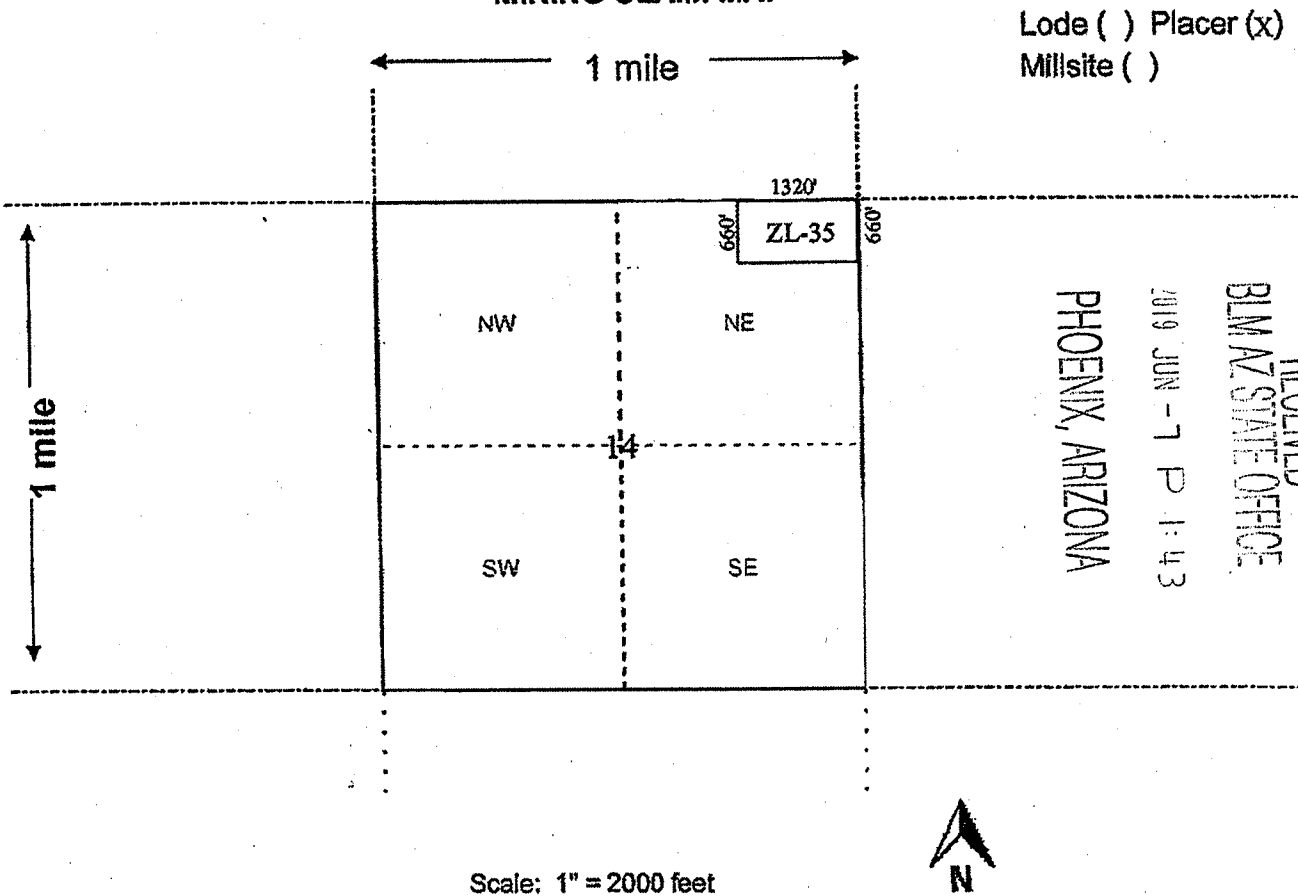 Lode ( ) Placer (x)
Millsite ( )
1 mile
1320'
660'
ZL-35
660'
NW
NE
1 mile
14
SW
SE
BLM AZ STATE OFFICE
2019 JUN - 7 P 1:43
PHOENIX, ARIZONA
Scale: 1" = 2000 feet
N